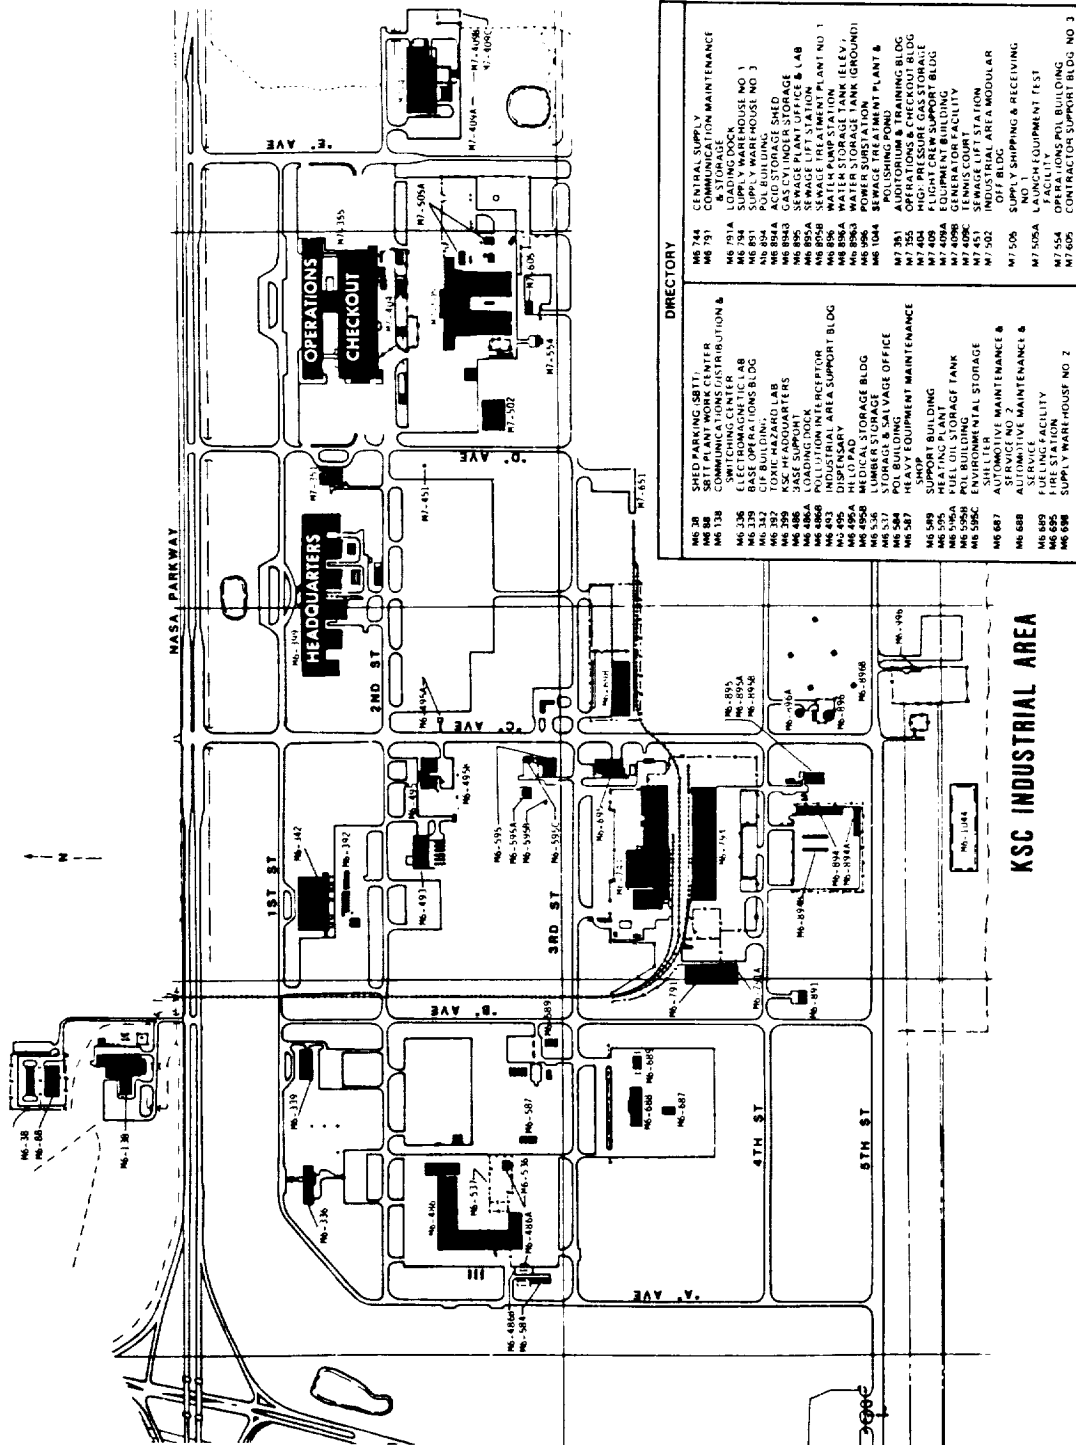 NASA PARKWAY
"E" AVE
M7-409A
M7-409B
M7-409C
M7-355
OPERATIONS
CHECKOUT
M7-404
M7-505A
M7-605
M7-554
M7-502
"D" AVE
M7-351
M7-451
M7-651
HEADQUARTERS
M6-399
2ND ST
M6-495A
"C" AVE
M6-698
M6-895
M6-895A
M6-895B
M6-896A
M6-896
M6-896B
M6-996
N
1ST ST
M6-342
M6-392
M6-495
M6-495B
M6-493
M6-595
M6-595A
M6-595B
M6-595C
M6-695
3RD ST
M6-744
M6-794
M6-791
M6-791A
M6-894
M6-894A
M6-894B
M6-891
M6-1044
"B" AVE
M6-38
M6-88
M6-138
M6-339
M6-336
M6-589
M6-587
M6-486
M6-537
M6-536
M6-486A
M6-486B
M6-584
M6-689
M6-688
M6-687
"A" AVE
4TH ST
5TH ST
KSC INDUSTRIAL AREA
DIRECTORY
M6 38 SHED PARKING (SBTT)
M6 88 SBTT PLANT WORK CENTER
M6 138 COMMUNICATIONS DISTRIBUTION &
SWITCHING CENTER
M6 336 ELECTROMAGNETIC LAB
M6 339 BASE OPERATIONS BLDG
M6 342 CIF BUILDING
M6 392 TOXIC HAZARD LAB
M6 399 KSC HEADQUARTERS
M6 486 BASE SUPPORT
M6 486A LOADING DOCK
M6 486B POLLUTION INTERCEPTOR
M6 493 INDUSTRIAL AREA SUPPORT BLDG
M6 495 DISPENSARY
M6 495A HELO PAD
M6 495B MEDICAL STORAGE BLDG
M6 536 LUMBER STORAGE
M6 537 STORAGE & SALVAGE OFFICE
M6 584 POL BUILDING
M6 587 HEAVY EQUIPMENT MAINTENANCE
SHOP
M6 589 SUPPORT BUILDING
M6 595 HEATING PLANT
M6 595A FUEL OIL STORAGE TANK
M6 595B POL BUILDING
M6 595C ENVIRONMENTAL STORAGE
SHELTER
M6 687 AUTOMOTIVE MAINTENANCE &
SERVICE NO 2
M6 688 AUTOMOTIVE MAINTENANCE &
SERVICE
M6 689 FUELING FACILITY
M6 695 FIRE STATION
M6 698 SUPPLY WAREHOUSE NO 2
M6 744 CENTRAL SUPPLY
M6 791 COMMUNICATION MAINTENANCE
& STORAGE
M6 791A LOADING DOCK
M6 794 SUPPLY WAREHOUSE NO 1
M6 891 SUPPLY WAREHOUSE NO 3
M6 894 POL BUILDING
M6 894A ACID STORAGE SHED
M6 894B GAS CYLINDER STORAGE
M6 895 SEWAGE PLANT OFFICE & LAB
M6 895A SEWAGE LIFT STATION
M6 895B SEWAGE TREATMENT PLANT NO 1
M6 896 WATER PUMP STATION
M6 896A WATER STORAGE TANK (ELEV)
M6 896B WATER STORAGE TANK (GROUND)
M6 996 POWER SUBSTATION
M6 1044 SEWAGE TREATMENT PLANT &
POLISHING POND
M7 351 AUDITORIUM & TRAINING BLDG
M7 355 OPERATIONS & CHECKOUT BLDG
M7 404 HIGH PRESSURE GAS STORAGE
M7 409 FLIGHT CREW SUPPORT BLDG
M7 409A EQUIPMENT BUILDING
M7 409B GENERATOR FACILITY
M7 409C TENNIS COURT
M7 451 SEWAGE LIFT STATION
M7 502 INDUSTRIAL AREA MODULAR
OFF BLDG
M7 505 SUPPLY SHIPPING & RECEIVING
NO 1
M7 505A LAUNCH EQUIPMENT TEST
FACILITY
M7 554 OPERATIONS POL BUILDING
M7 605 CONTRACTOR SUPPORT BLDG NO 3